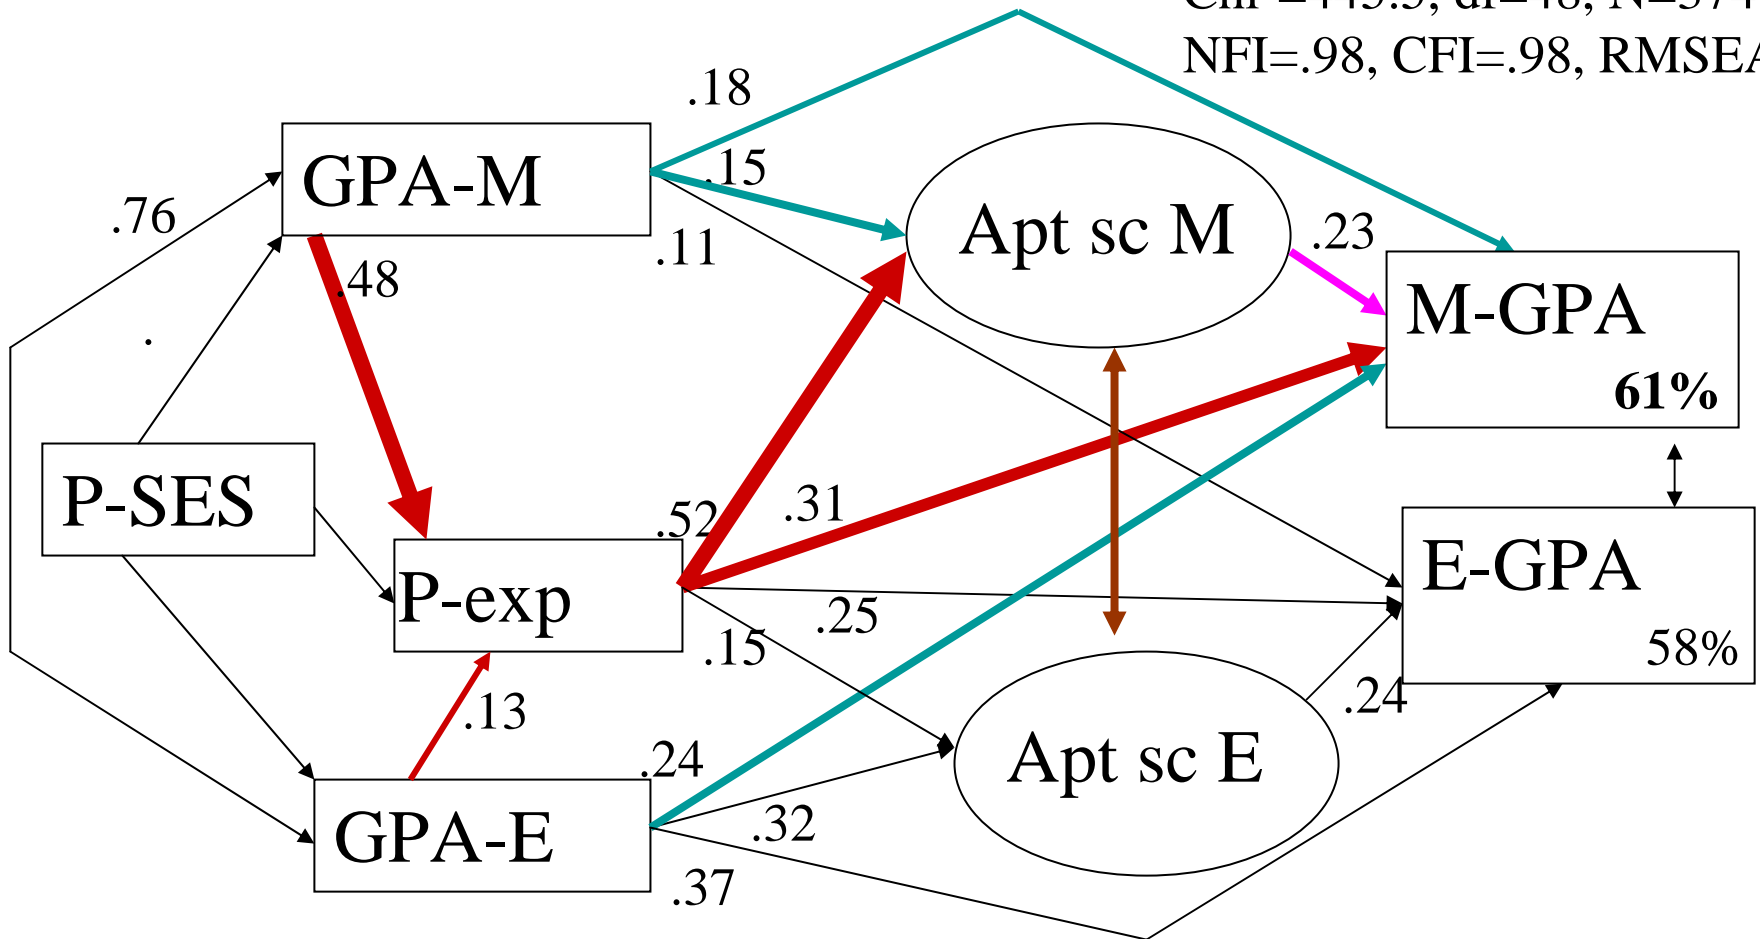 NFI=.98, CFI=.98, RMSEA
.18
.15
GPA-M
.76
.11
Apt sc M
.23
.48
M-GPA
61%
.
P-SES
.52
.31
P-exp
E-GPA
.25
.15
58%
.13
.24
.24
Apt sc E
.32
GPA-E
.37